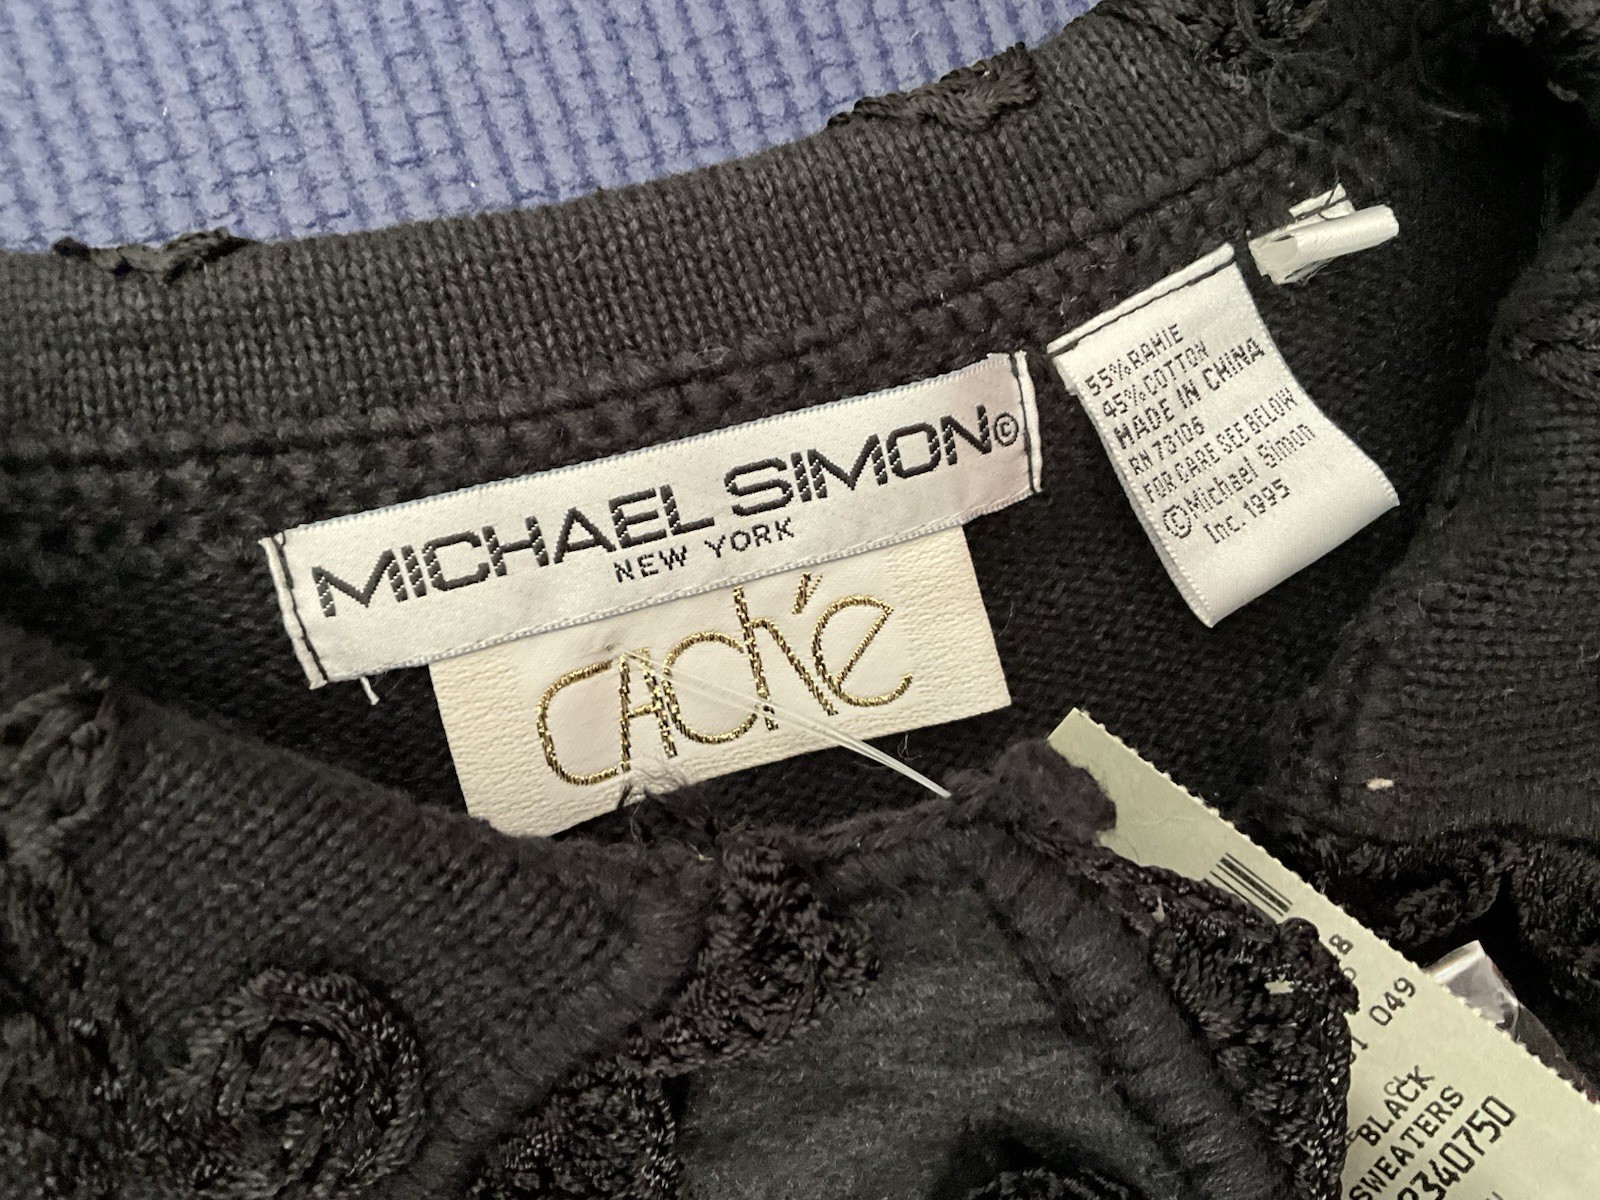 MICHAEL SIMON©
NEW YORK
Caché
55% RAMIE
45% COTTON
MADE IN CHINA
RN 73106
FOR CARE SEE BELOW
©Michael Simon
Inc. 1995
8
049
BLACK
SWEATERS
340750